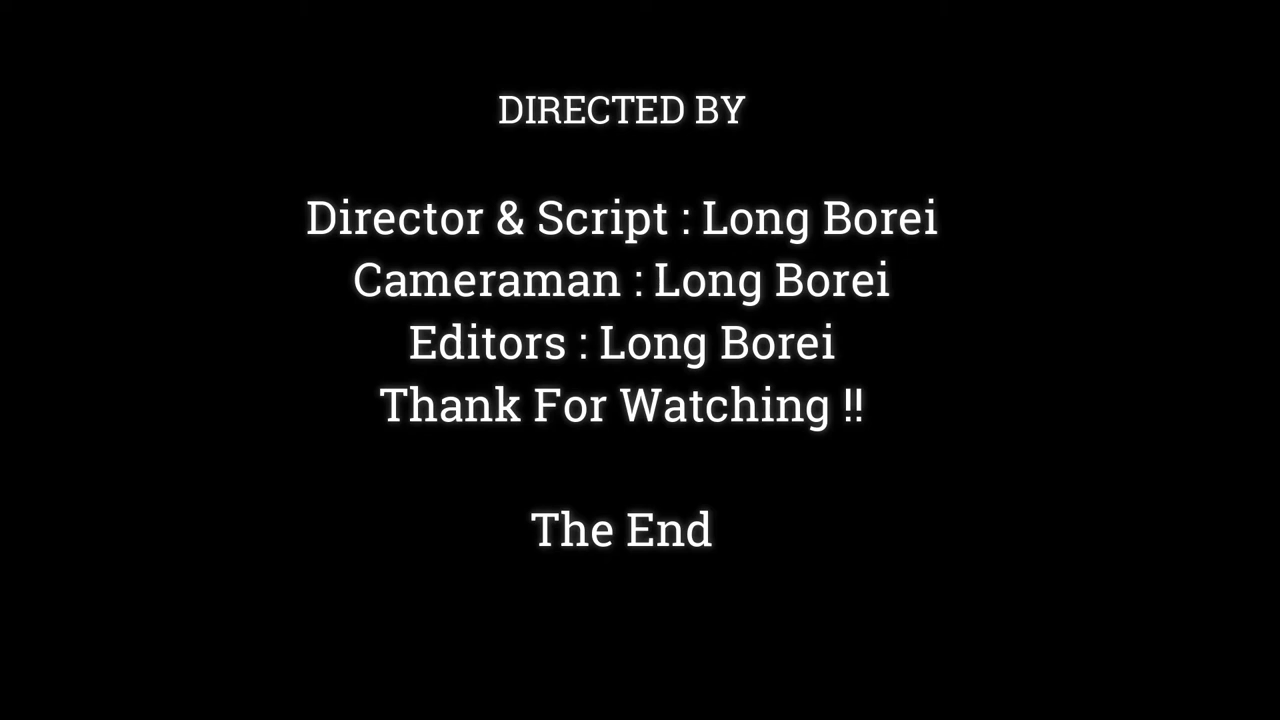 DIRECTED BY
Director & Script : Long Borei
Cameraman : Long Borei
Editors : Long Borei
Thank For Watching !!
The End